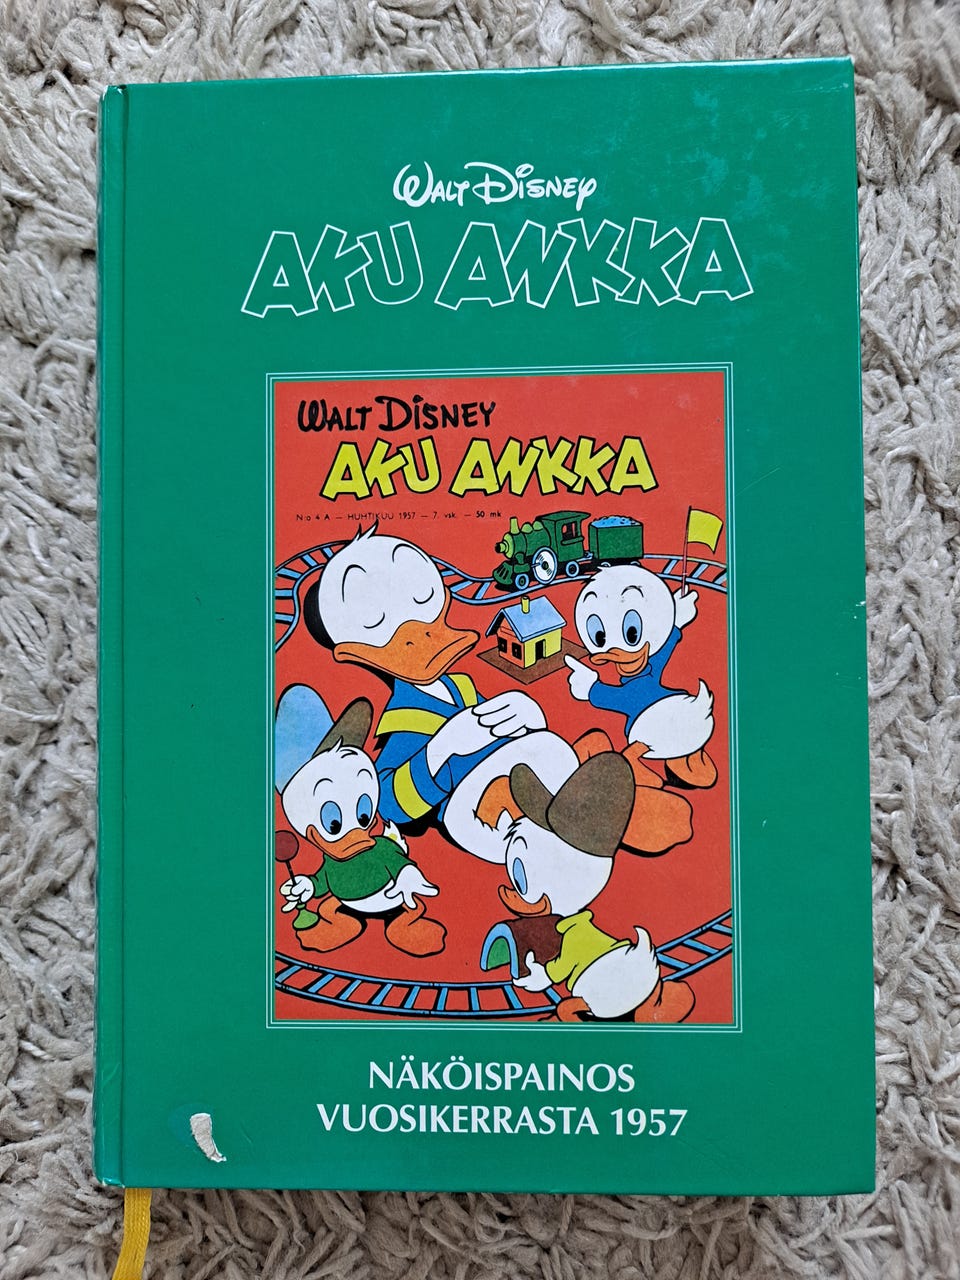 Walt Disney
AKU ANKKA
Walt Disney
AKU ANKKA
N:o 4 A — HUHTIKUU 1957 — 7. vsk. — 50 mk
NÄKÖISPAINOS
VUOSIKERRASTA 1957